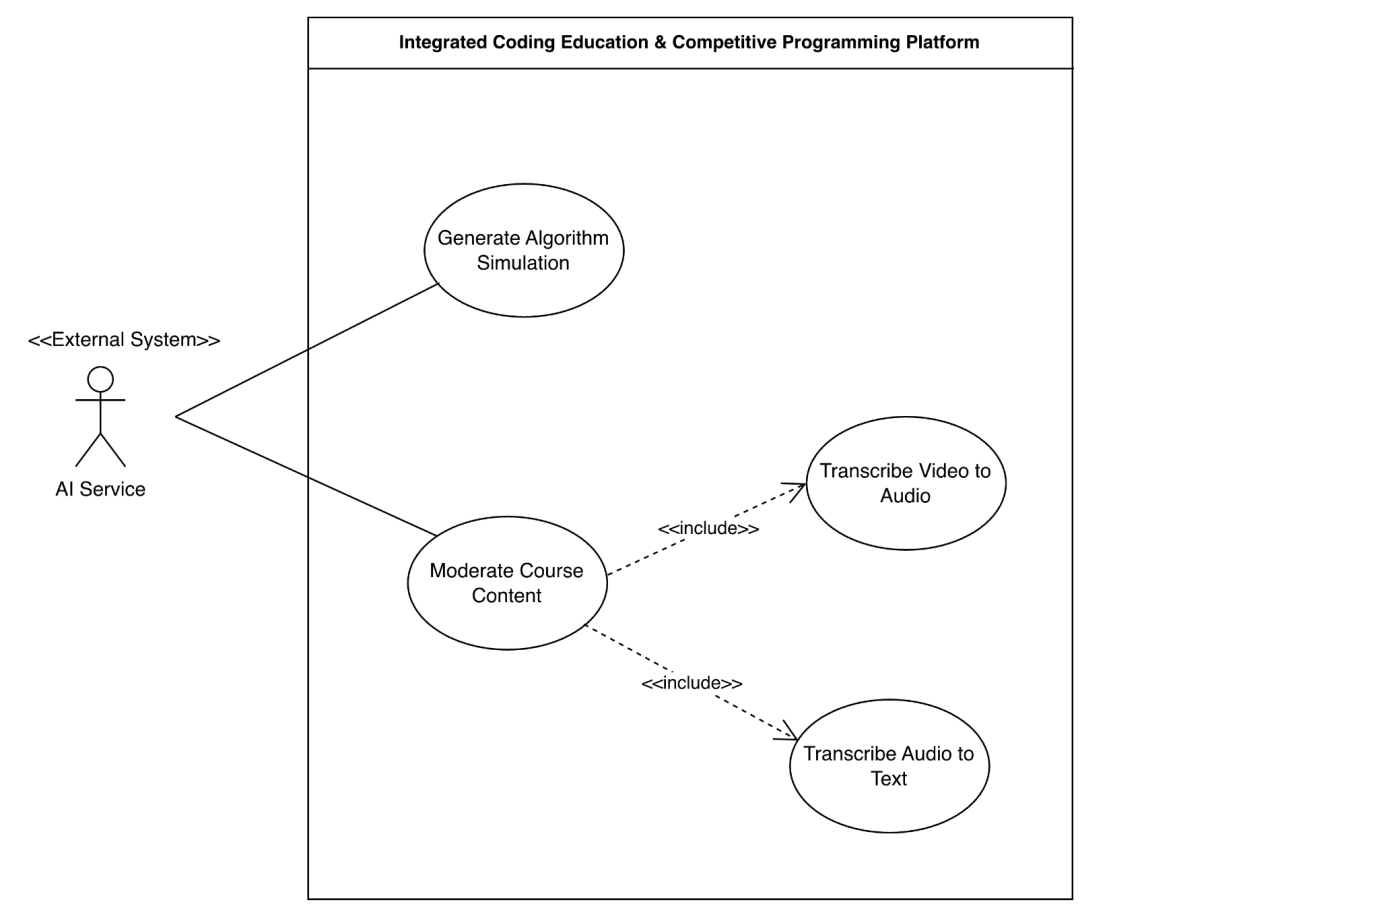 Integrated Coding Education & Competitive Programming Platform
Generate Algorithm
Simulation
<<External System>>
AI Service
Transcribe Video to
Audio
<<include>>
Moderate Course
Content
<<include>>
Transcribe Audio to
Text